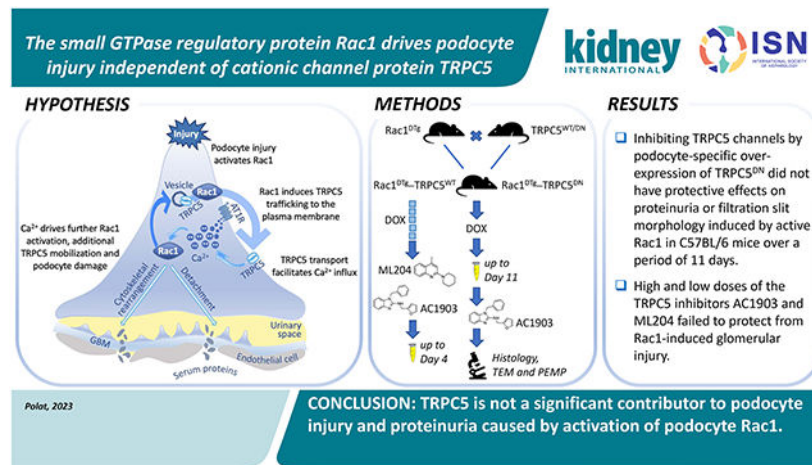 The small GTPase regulatory protein Rac1 drives podocyte
injury independent of cationic channel protein TRPC5
kidney
INTERNATIONAL
ISN
INTERNATIONAL SOCIETY
OF NEPHROLOGY
HYPOTHESIS
Injury
Podocyte injury
activates Rac1
Vesicle
Rac1
TRPC5
AT1R
Rac1 induces TRPC5
trafficking to the
plasma membrane
Ca²⁺ drives further Rac1
activation, additional
TRPC5 mobilization and
podocyte damage
Rac1
Ca²⁺
TRPC5
TRPC5 transport
facilitates Ca²⁺ influx
Cytoskeletal
rearrangement
Detachment
Urinary
space
GBM
Endothelial cell
Serum proteins
METHODS
Rac1ᴰᵀᵍ
TRPC5ᵂᵀ/ᴰᴺ
Rac1ᴰᵀᵍ–TRPC5ᵂᵀ
Rac1ᴰᵀᵍ–TRPC5ᴰᴺ
DOX
ML204
AC1903
up to
Day 4
DOX
up to
Day 11
AC1903
Histology,
TEM and PEMP
RESULTS
Inhibiting TRPC5 channels by
podocyte-specific over-
expression of TRPC5ᴰᴺ did not
have protective effects on
proteinuria or filtration slit
morphology induced by active
Rac1 in C57BL/6 mice over a
period of 11 days.
High and low doses of the
TRPC5 inhibitors AC1903 and
ML204 failed to protect from
Rac1-induced glomerular
injury.
Polat, 2023
CONCLUSION: TRPC5 is not a significant contributor to podocyte
injury and proteinuria caused by activation of podocyte Rac1.